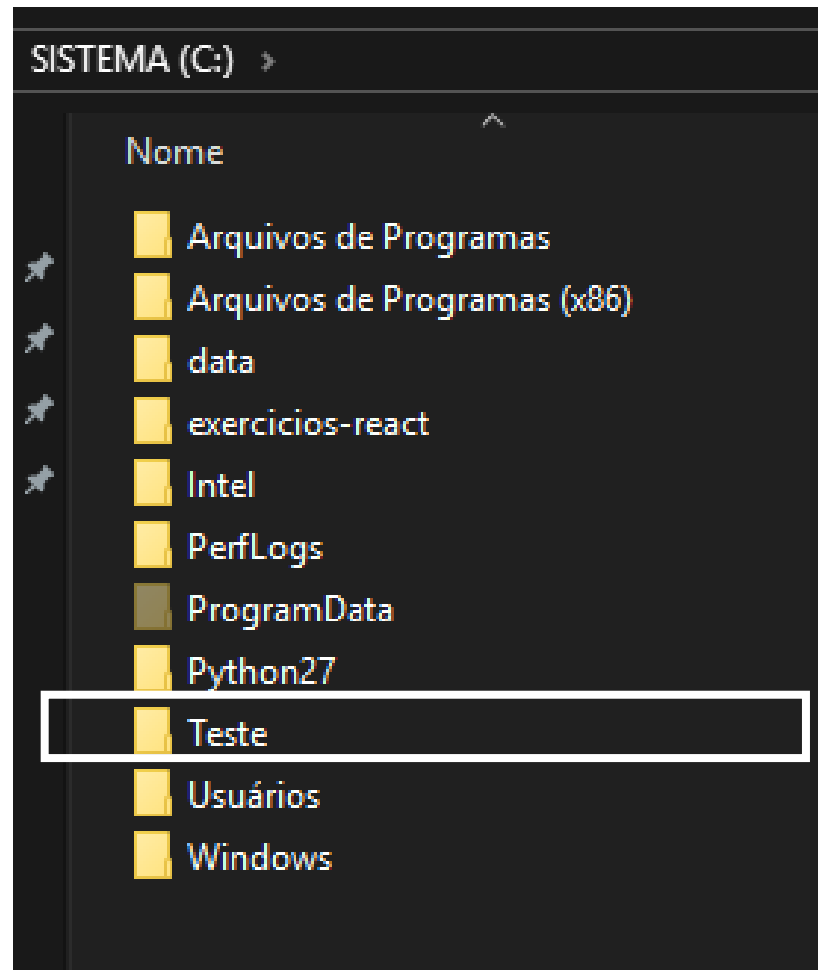 SISTEMA (C:)
Nome
Arquivos de Programas
Arquivos de Programas (x86)
data
exercicios-react
Intel
PerfLogs
ProgramData
Python27
Teste
Usuários
Windows